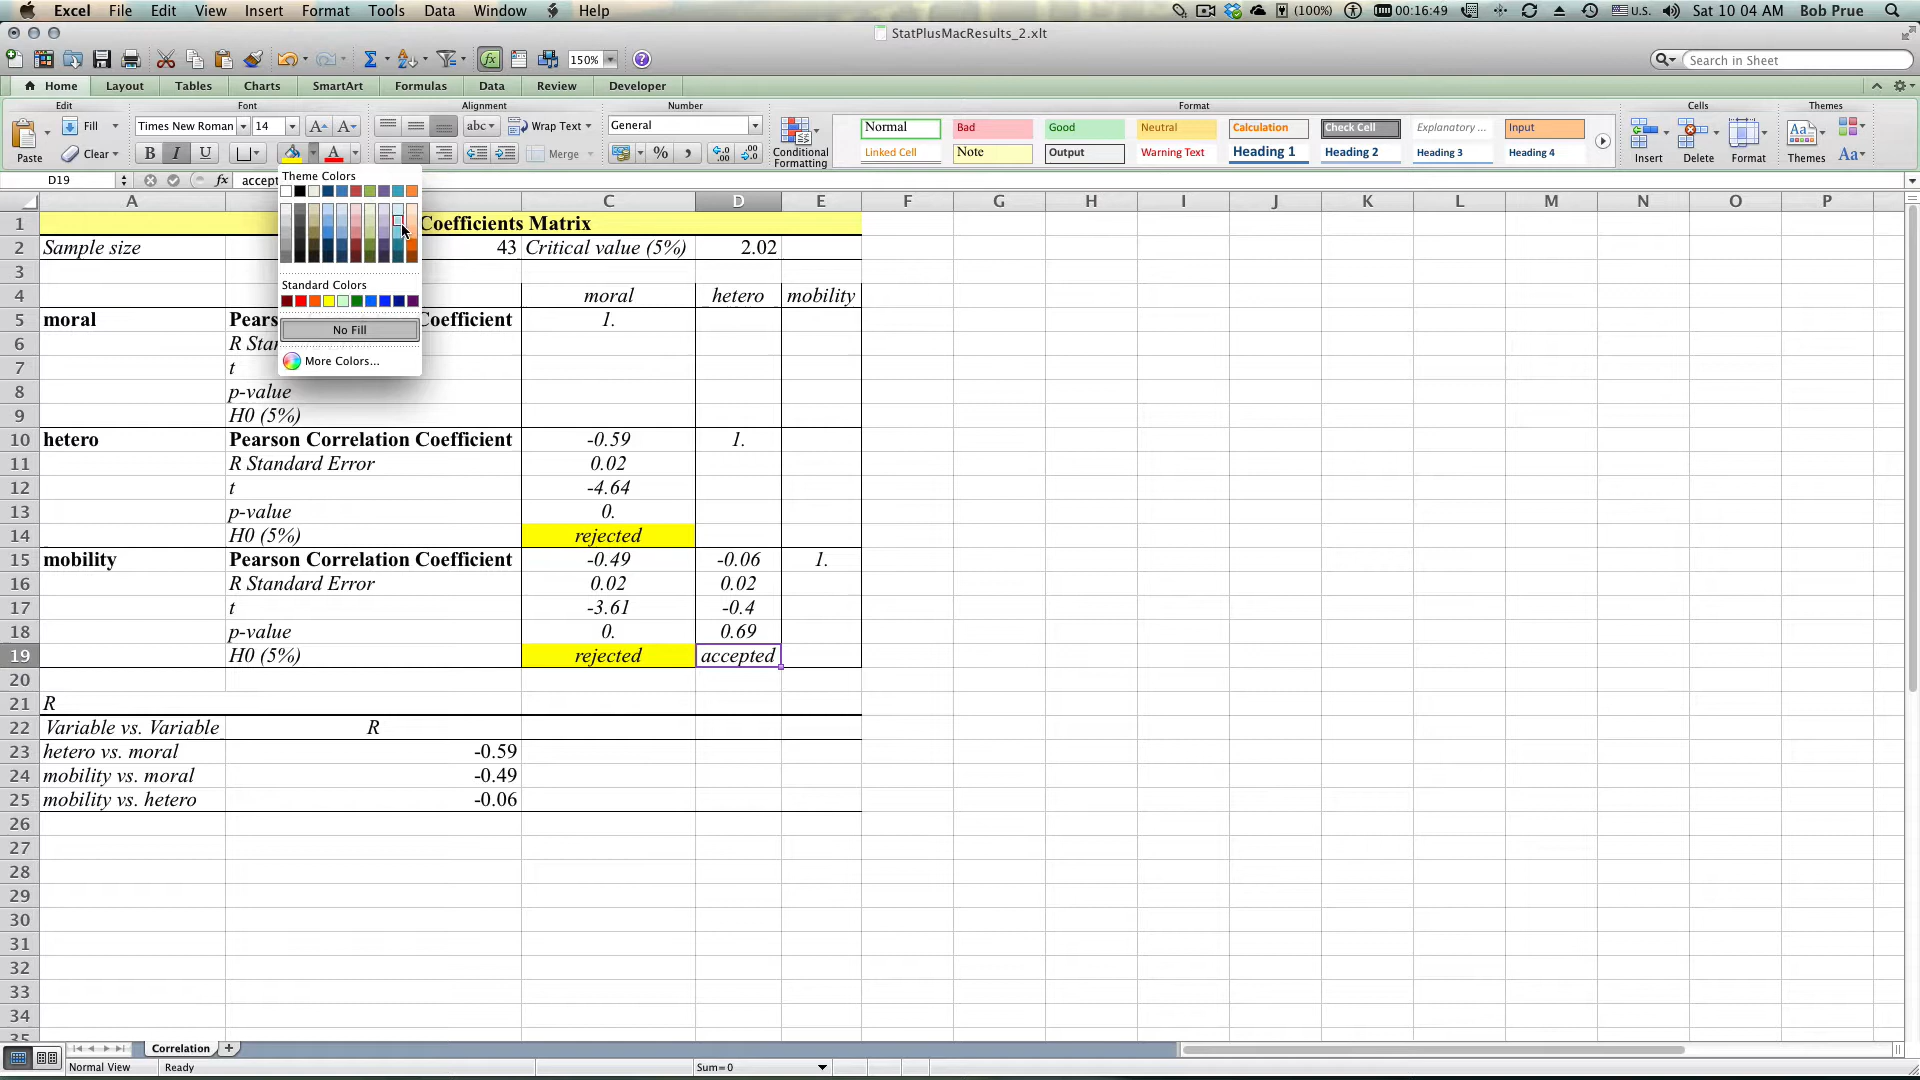 Excel File Edit View Insert Format Tools Data Window Help (100%) 00:16:49 U.S. Sat 10 04 AM Bob Prue
StatPlusMacResults_2.xlt
150% Search in Sheet
Home Layout Tables Charts SmartArt Formulas Data Review Developer
Edit Font Alignment Number Format Cells Themes
Fill Times New Roman 14 abc Wrap Text General Normal Bad Good Neutral Calculation Check Cell Explanatory ... Input
Paste Clear B I U A Merge % Conditional Formatting Linked Cell Note Output Warning Text Heading 1 Heading 2 Heading 3 Heading 4 Insert Delete Format Themes Aa
D19 fx accept
Theme Colors
Standard Colors
No Fill
More Colors...
A C D E F G H I J K L M N O P
1 Coefficients Matrix
2 Sample size 43 Critical value (5%) 2.02
3
4 moral hetero mobility
5 moral Pears Coefficient 1.
6 R Sta
7 t
8 p-value
9 H0 (5%)
10 hetero Pearson Correlation Coefficient -0.59 1.
11 R Standard Error 0.02
12 t -4.64
13 p-value 0.
14 H0 (5%) rejected
15 mobility Pearson Correlation Coefficient -0.49 -0.06 1.
16 R Standard Error 0.02 0.02
17 t -3.61 -0.4
18 p-value 0. 0.69
19 H0 (5%) rejected accepted
20
21 R
22 Variable vs. Variable R
23 hetero vs. moral -0.59
24 mobility vs. moral -0.49
25 mobility vs. hetero -0.06
26
27
28
29
30
31
32
33
34
35
Correlation
Normal View Ready Sum=0